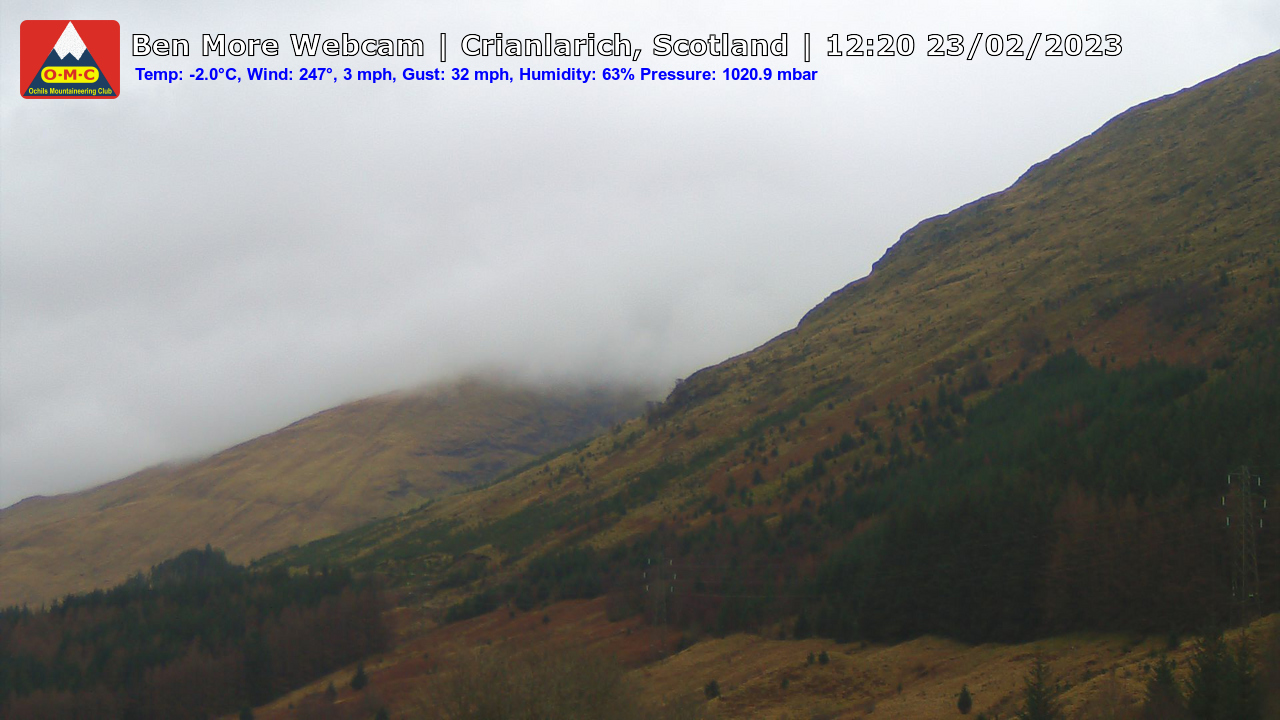 Ben More Webcam | Crianlarich, Scotland | 12:20 23/02/2023
Temp: -2.0°C, Wind: 247°, 3 mph, Gust: 32 mph, Humidity: 63% Pressure: 1020.9 mbar
O·M·C
Ochils Mountaineering Club